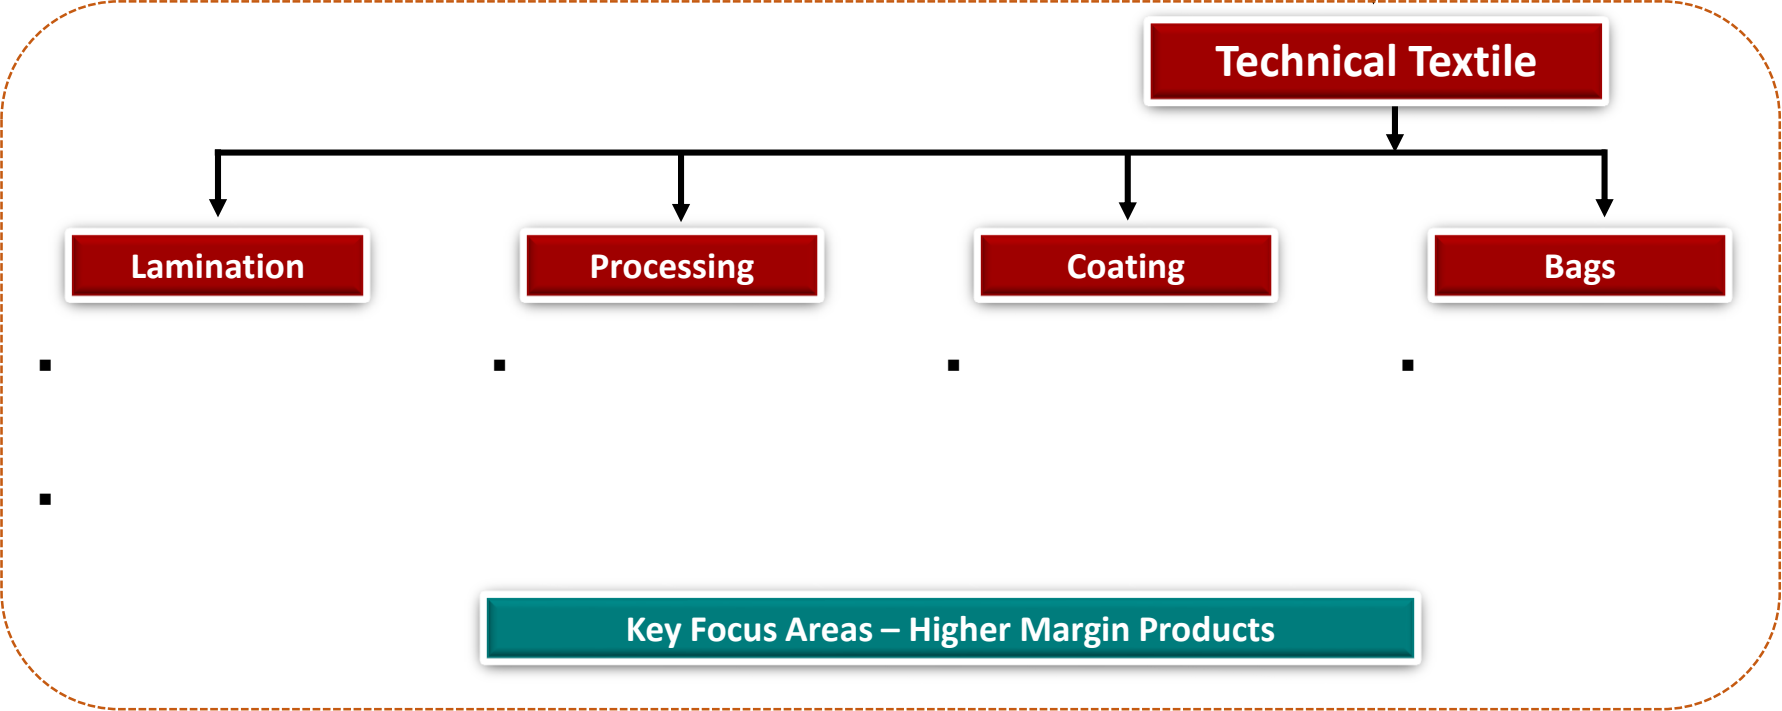 Technical Textile
Lamination
Processing
Coating
Bags
Key Focus Areas – Higher Margin Products